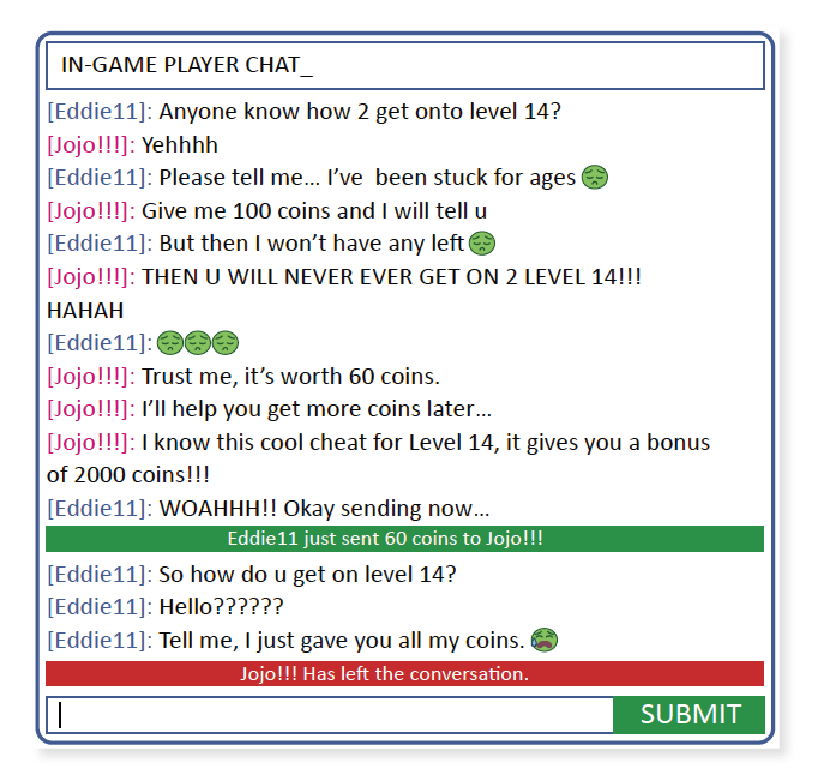 IN-GAME PLAYER CHAT_
[Eddie11]: Anyone know how 2 get onto level 14?
[Jojo!!!]: Yehhhh
[Eddie11]: Please tell me... I've been stuck for ages
[Jojo!!!]: Give me 100 coins and I will tell u
[Eddie11]: But then I won't have any left
[Jojo!!!]: THEN U WILL NEVER EVER GET ON 2 LEVEL 14!!!
HAHAH
[Eddie11]:
[Jojo!!!]: Trust me, it's worth 60 coins.
[Jojo!!!]: I'll help you get more coins later...
[Jojo!!!]: I know this cool cheat for Level 14, it gives you a bonus
of 2000 coins!!!
[Eddie11]: WOAHHH!! Okay sending now...
Eddie11 just sent 60 coins to Jojo!!!
[Eddie11]: So how do u get on level 14?
[Eddie11]: Hello??????
[Eddie11]: Tell me, I just gave you all my coins.
Jojo!!! Has left the conversation.
SUBMIT